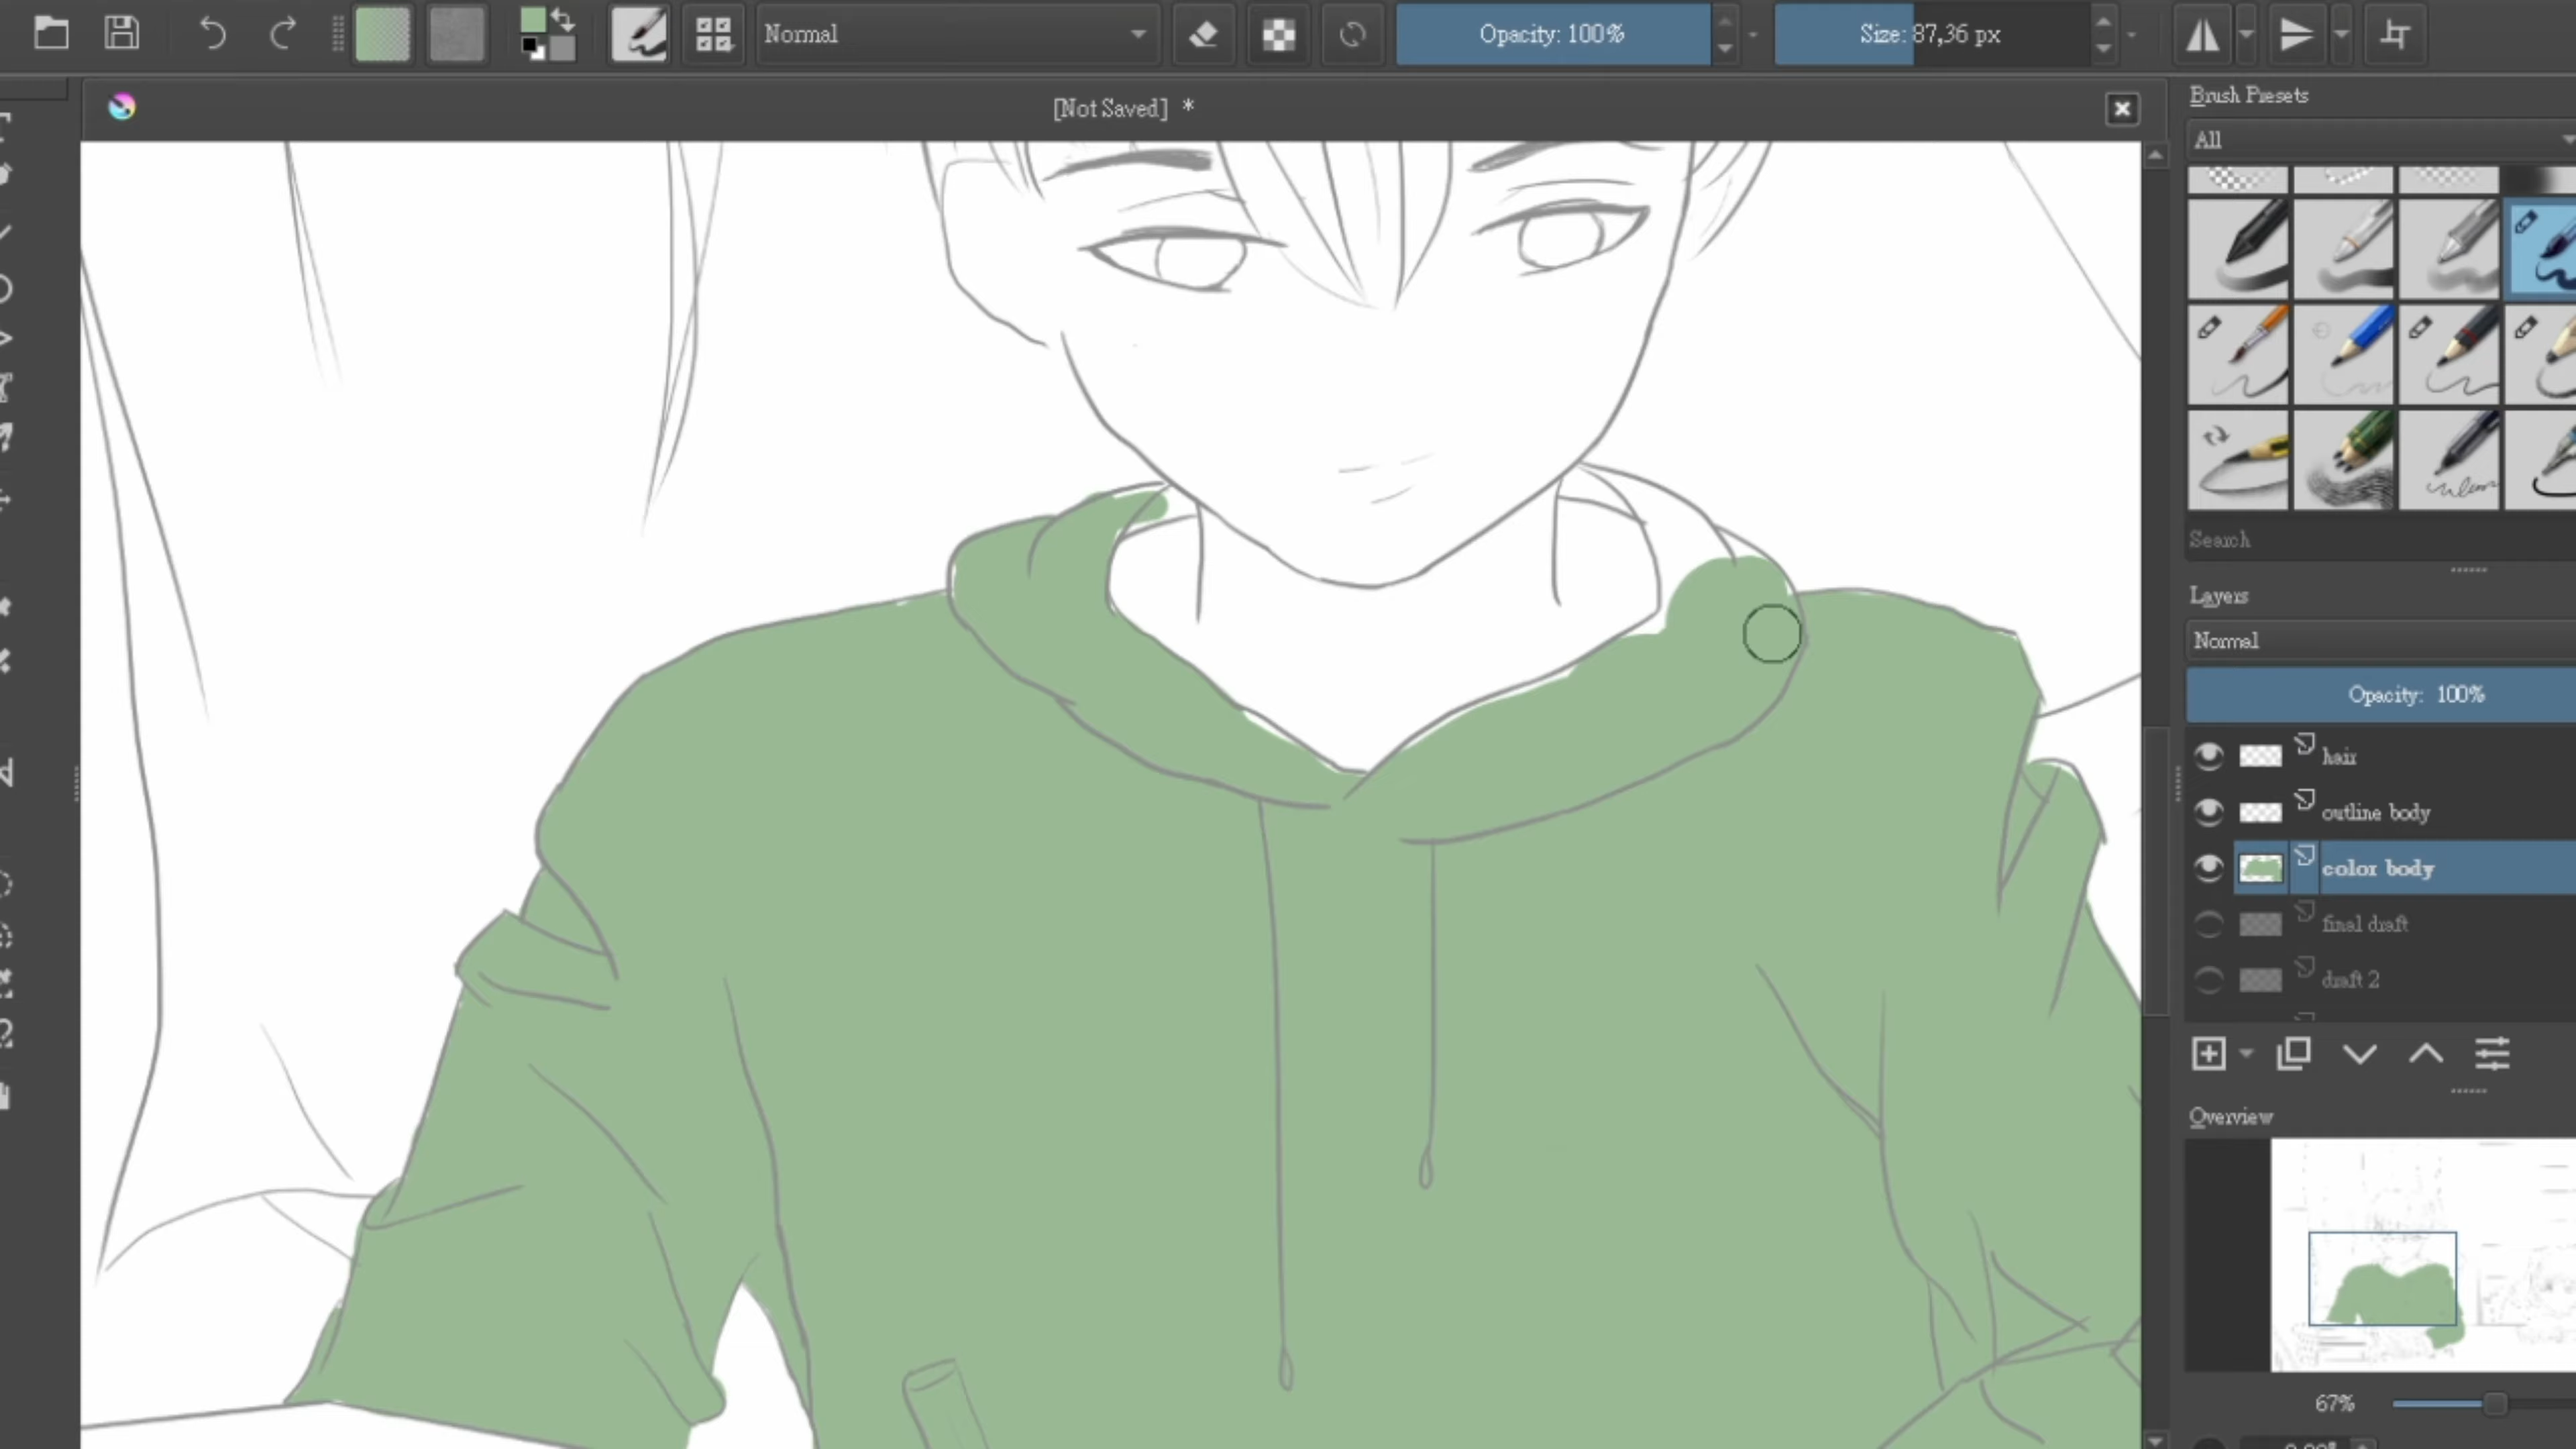 Normal
Opacity: 100%
Size: 87,36 px
[Not Saved] *
Brush Presets
All
Search
Layers
Normal
Opacity: 100%
hair
outline body
color body
final draft
draft 2
Overview
67%